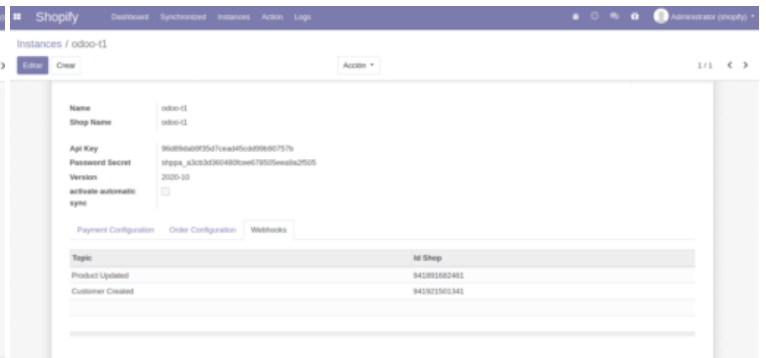 Shopify Dashboard Synchronized Instances Action Logs Administrator (shopify)
Instances / odoo-t1
Editar Crear Acción 1 / 1
Name odoo-t1
Shop Name odoo-t1
Api Key
Password Secret
Version 2020-10
activate automatic
sync
Payment Configuration Order Configuration Webhooks
Topic Id Shop
Product Updated 941891682461
Customer Created 941921501341